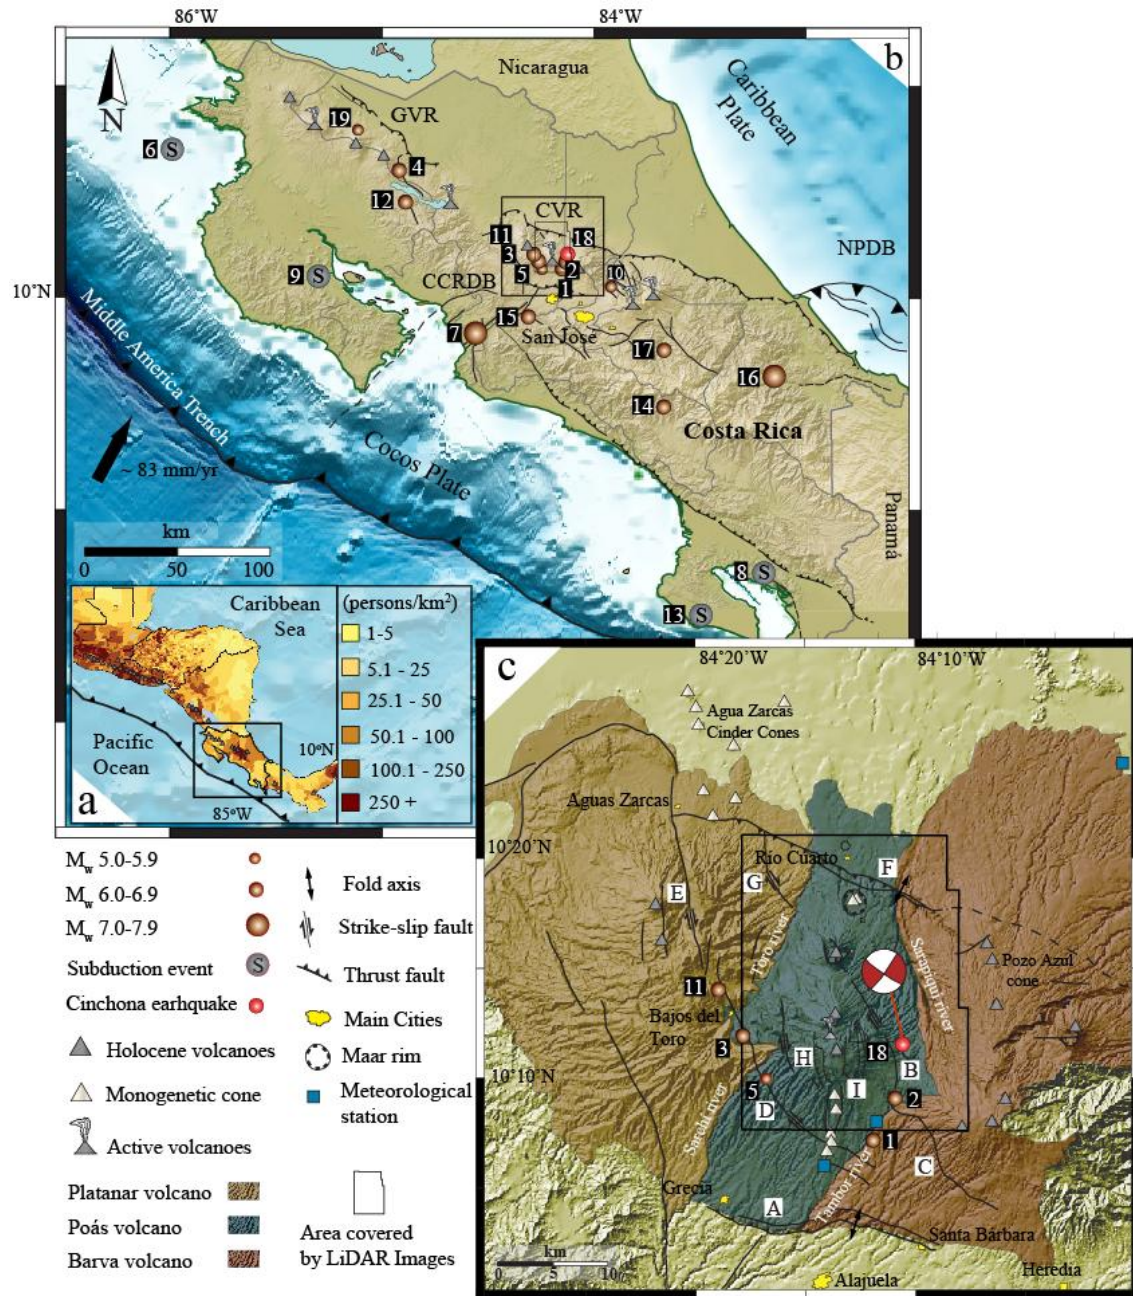 86˚W
84˚W
b
Nicaragua
Caribbean
Plate
N
GVR
19
6
S
4
12
CVR
11
18
3
NPDB
9
S
5
2
10
CCRDB
1
10˚N
15
7
San José
Middle America Trench
17
16
14
Costa Rica
~ 83 mm/yr
Cocos Plate
Panamá
km
0
50
100
8
S
13
S
Caribbean
Sea
(persons/km²)
1-5
5.1 - 25
25.1 - 50
50.1 - 100
100.1 - 250
250 +
Pacific
Ocean
10ºN
a
85ºW
84˚20˚W
84˚10˚W
c
Agua Zarcas
Cinder Cones
Aguas Zarcas
10˚20˚W
Rio Cuarto
F
G
E
Toro river
Sarapiquí river
Pozo Azul
cone
11
Bajos del
Toro
3
18
H
B
10˚10˚W
5
I
D
2
1
Sarchí river
C
Tambor river
Grecia
A
Santa Bárbara
km
0
5
10
Alajuela
Heredia
Mw 5.0-5.9
Mw 6.0-6.9
Mw 7.0-7.9
Subduction event
S
Cinchona earhquake
Holocene volcanoes
Monogenetic cone
Active volcanoes
Platanar volcano
Poás volcano
Barva volcano
Fold axis
Strike-slip fault
Thrust fault
Main Cities
Maar rim
Meteorological
station
Area covered
by LiDAR Images